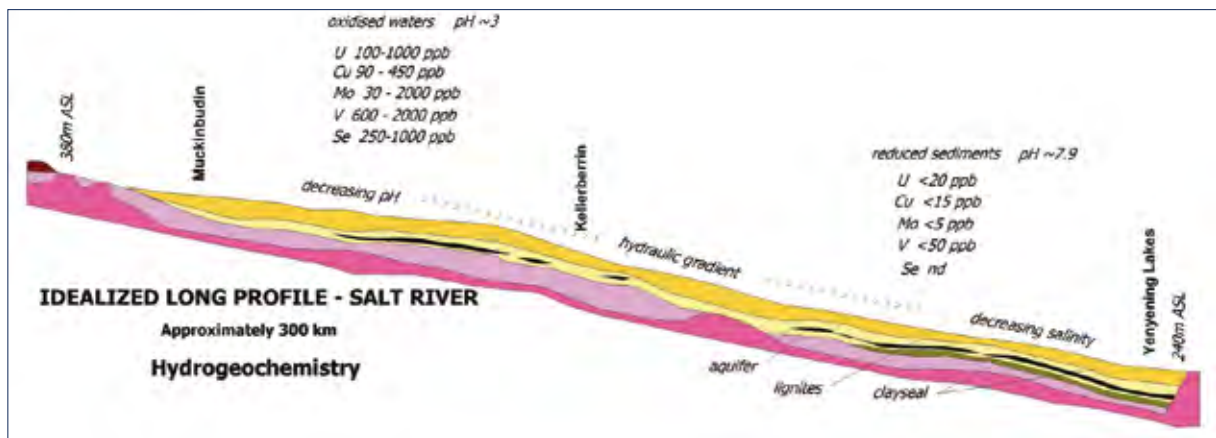 oxidised waters pH ~3
U 100-1000 ppb
Cu 90 - 450 ppb
Mo 30 - 2000 ppb
V 600 - 2000 ppb
Se 250-1000 ppb
380m ASL
Muckinbudin
decreasing pH
Kellerberrin
hydraulic gradient
reduced sediments pH ~7.9
U <20 ppb
Cu <15 ppb
Mo <5 ppb
V <50 ppb
Se nd
decreasing salinity
Yenyening Lakes
240m ASL
IDEALIZED LONG PROFILE - SALT RIVER
Approximately 300 km
Hydrogeochemistry
aquifer
lignites
clayseal